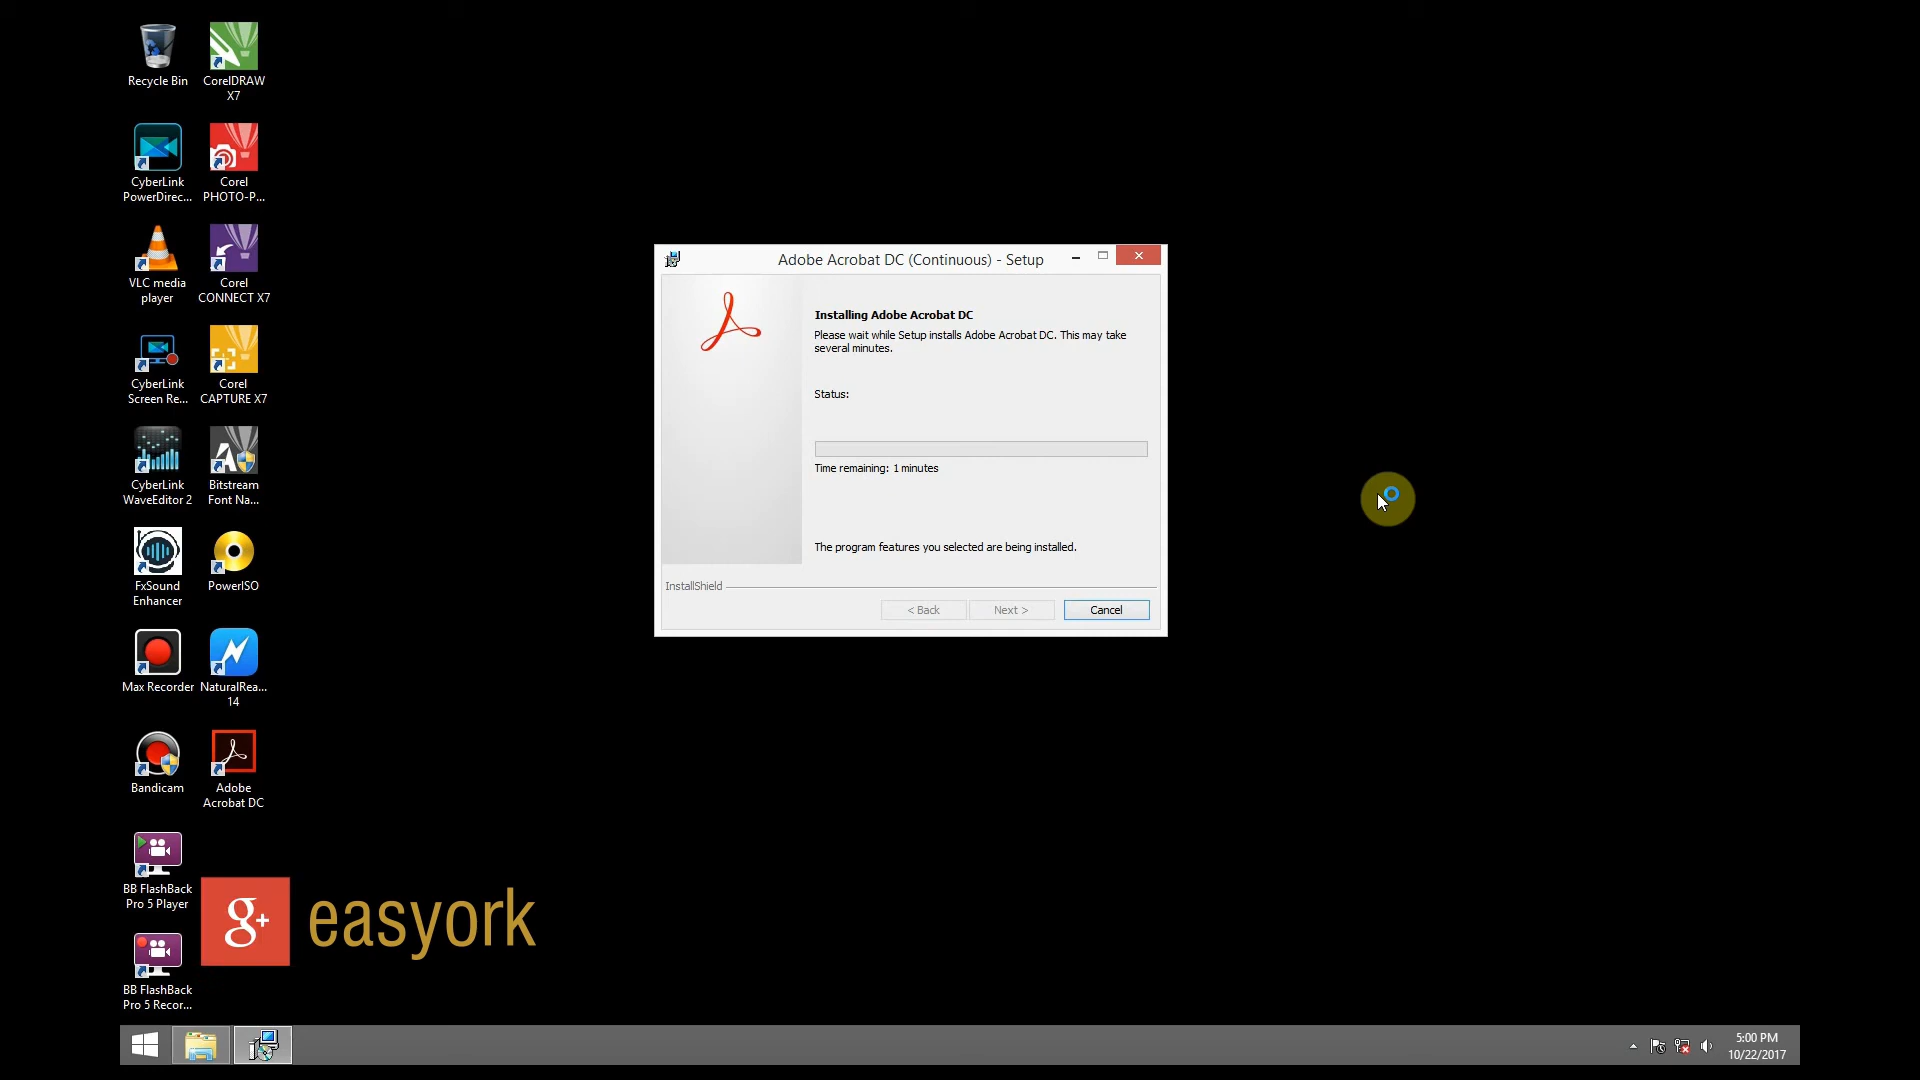 Recycle Bin
CorelDRAW
X7
CyberLink
PowerDirec...
Corel
PHOTO-P...
VLC media
player
Corel
CONNECT X7
CyberLink
Screen Re...
Corel
CAPTURE X7
CyberLink
WaveEditor 2
Bitstream
Font Na...
FxSound
Enhancer
PowerISO
Max Recorder
NaturalRea...
14
Bandicam
Adobe
Acrobat DC
BB FlashBack
Pro 5 Player
BB FlashBack
Pro 5 Recor...
g+ easyork
Adobe Acrobat DC (Continuous) - Setup
Installing Adobe Acrobat DC
Please wait while Setup installs Adobe Acrobat DC. This may take
several minutes.
Status:
Time remaining: 1 minutes
The program features you selected are being installed.
InstallShield
< Back
Next >
Cancel
5:00 PM
10/22/2017